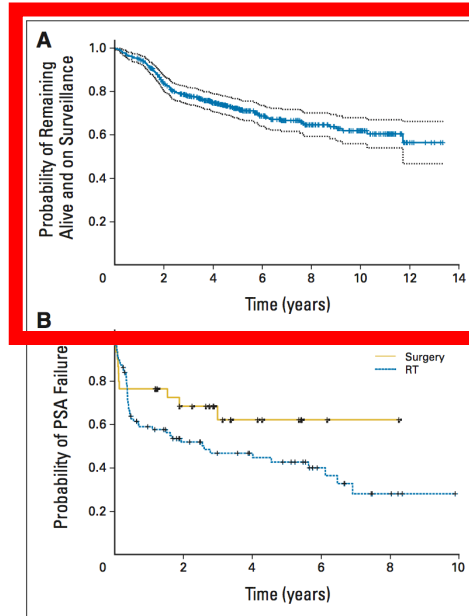 A
Probability of Remaining
Alive and on Surveillance
1.0
0.8
0.6
0.4
0.2
0 2 4 6 8 10 12 14
Time (years)
B
Probability of PSA Failure
Surgery
RT
0.8
0.6
0.4
0.2
0 2 4 6 8 10
Time (years)